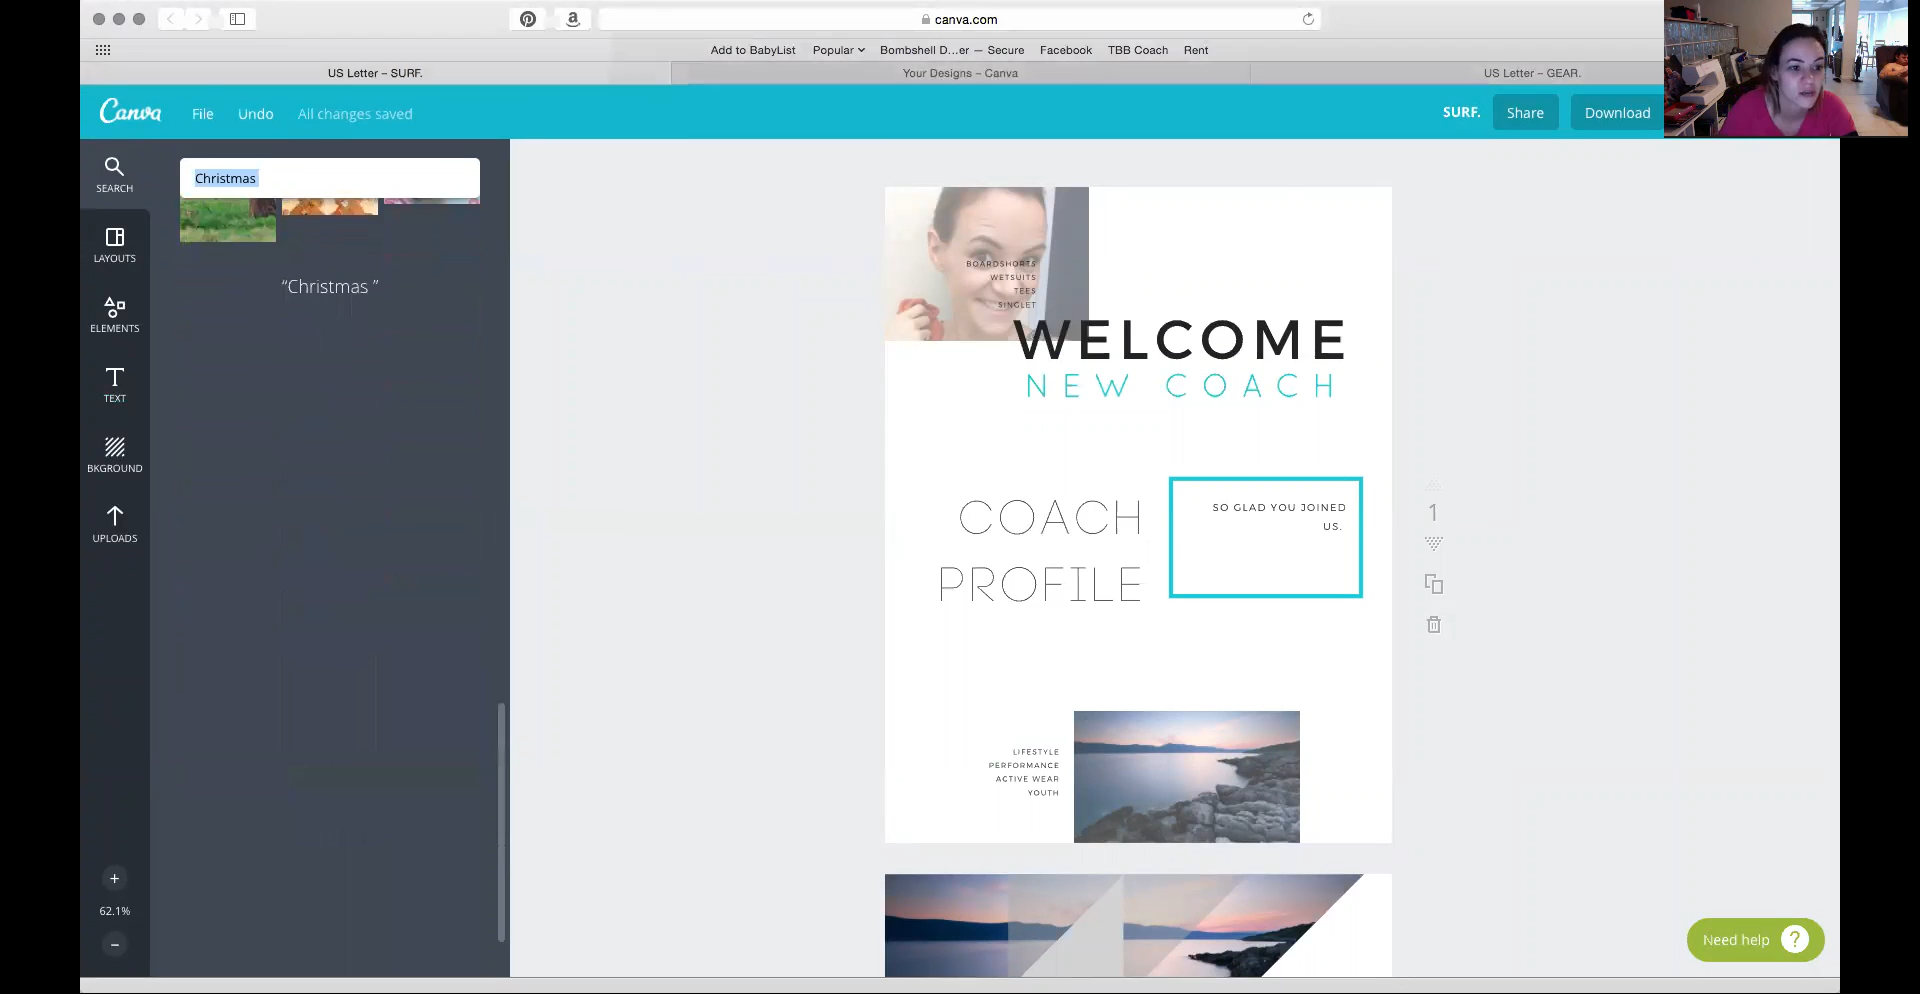 canva.com
Add to BabyList
Popular
Bombshell D...er — Secure
Facebook
TBB Coach
Rent
US Letter – SURF.
Your Designs – Canva
US Letter – GEAR.
Canva
File
Undo
All changes saved
SURF.
Share
Download
SEARCH
LAYOUTS
ELEMENTS
TEXT
BKGROUND
UPLOADS
+
62.1%
−
Christmas
“Christmas ”
BOARDSHORTS
WETSUITS
TEES
SINGLET
WELCOME
NEW COACH
COACH
PROFILE
SO GLAD YOU JOINED
US.
LIFESTYLE
PERFORMANCE
ACTIVE WEAR
YOUTH
1
Need help ?